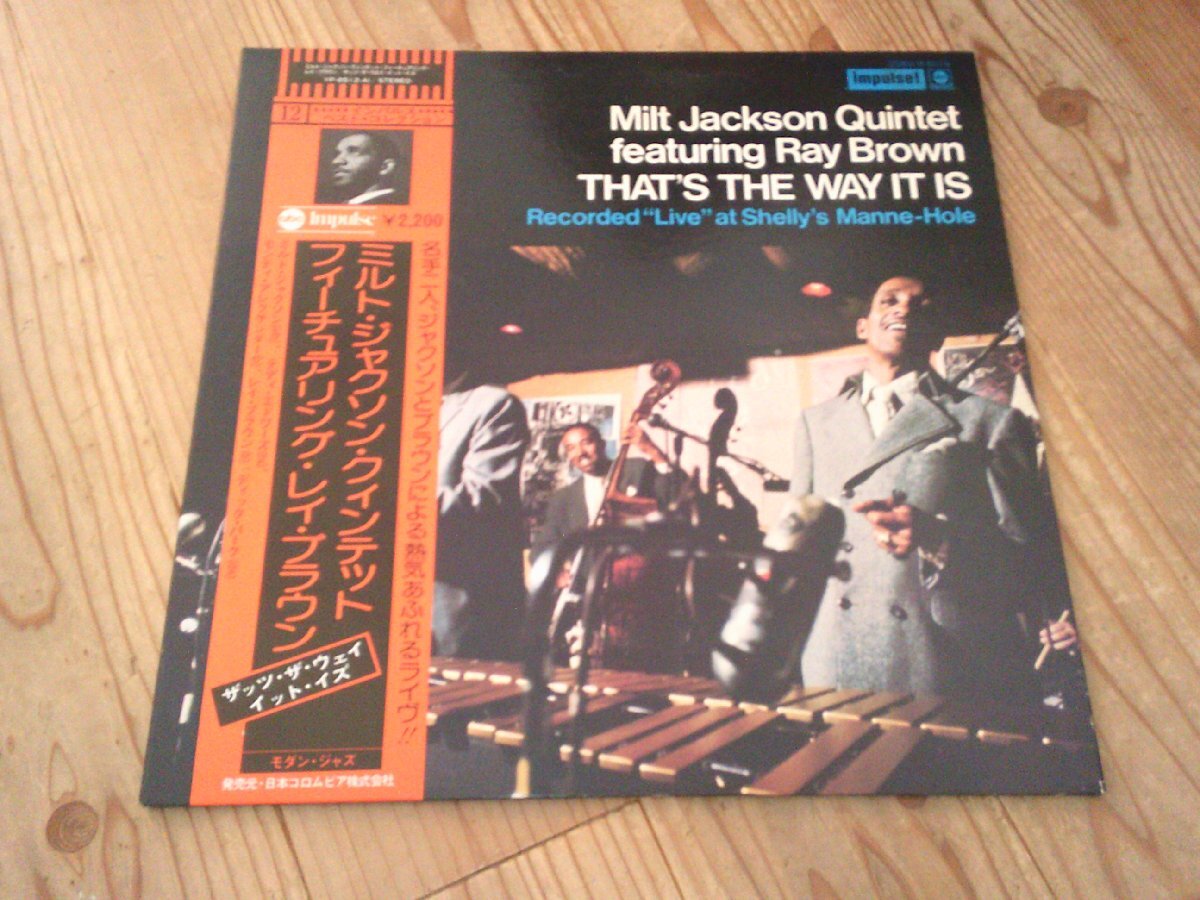 STEREO
12
abc Impulse ¥2,200
名手二人、ジャクソンとブラウンによる熱気あふれるライヴ!!
ミルト・ジャクソン・クィンテット
フィーチュアリング・レイ・ブラウン
ザッツ・ザ・ウェイ
イット・イズ
モダン・ジャズ
発売元・日本コロムビア株式会社
impulse!
Milt Jackson Quintet
featuring Ray Brown
THAT'S THE WAY IT IS
Recorded "Live" at Shelly's Manne-Hole